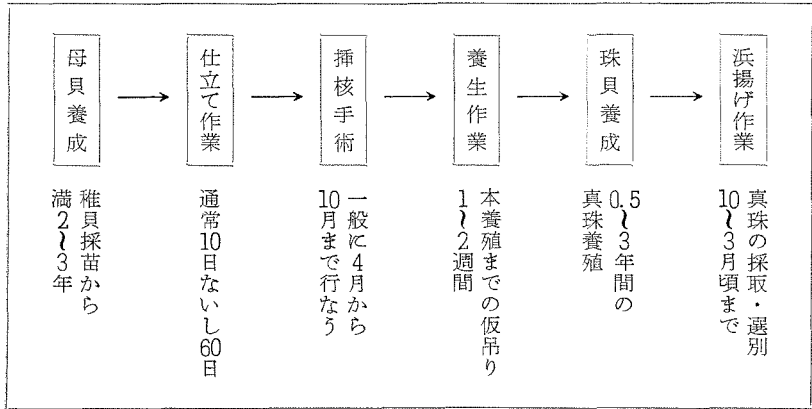 母貝養成
稚貝採苗から
満2〜3年
仕立て作業
通常10日ないし60日
挿核手術
一般に4月から
10月まで行なう
養生作業
本養殖までの仮吊り
1〜2週間
珠貝養成
0.5〜3年間の
真珠養殖
浜揚げ作業
真珠の採取・選別
10〜3月頃まで